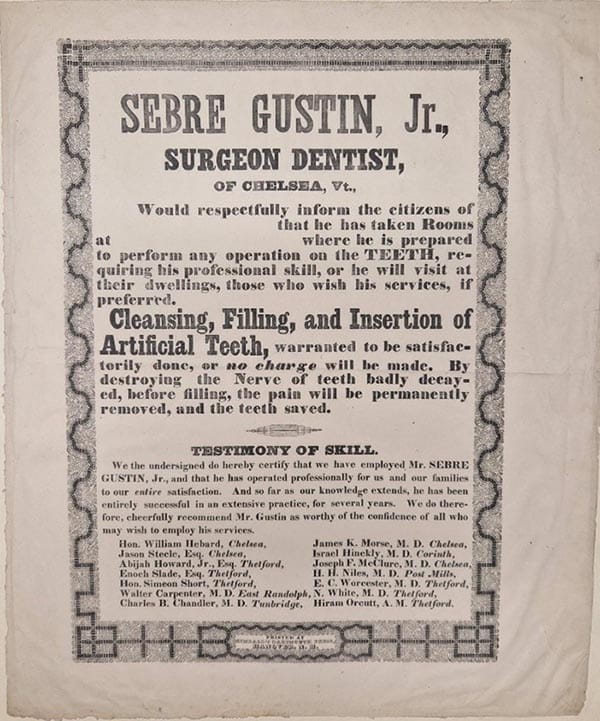 SEBRE GUSTIN, Jr.,
SURGEON DENTIST,
OF CHELSEA, Vt.,
Would respectfully inform the citizens of
that he has taken Rooms
at where he is prepared
to perform any operation on the TEETH, re-
quiring his professional skill, or he will visit at
their dwellings, those who wish his services, if
preferred.
Cleansing, Filling, and Insertion of
Artificial Teeth, warranted to be satisfac-
torily done, or no charge will be made. By
destroying the Nerve of teeth badly decay-
ed, before filling, the pain will be permanently
removed, and the teeth saved.
TESTIMONY OF SKILL.
We the undersigned do hereby certify that we have employed Mr. SEBRE
GUSTIN, Jr., and that he has operated professionally for us and our families
to our entire satisfaction. And so far as our knowledge extends, he has been
entirely successful in an extensive practice, for several years. We do there-
fore, cheerfully recommend Mr. Gustin as worthy of the confidence of all who
may wish to employ his services.
Hon. William Hebard, Chelsea,
Jason Steele, Esq. Chelsea,
Abijah Howard, Jr., Esq. Thetford,
Enoch Slade, Esq. Thetford,
Hon. Simeon Short, Thetford,
Walter Carpenter, M. D. East Randolph,
Charles B. Chandler, M. D. Tunbridge,
James K. Morse, M. D. Chelsea,
Israel Hinckly, M. D. Corinth,
Joseph F. McClure, M. D. Chelsea,
H. H. Niles, M. D. Post Mills,
E. C. Worcester, M. D. Thetford,
N. White, M. D. Thetford,
Hiram Orcutt, A. M. Thetford.
PRINTED AT
DARTMOUTH PRESS,
HANOVER, N. H.